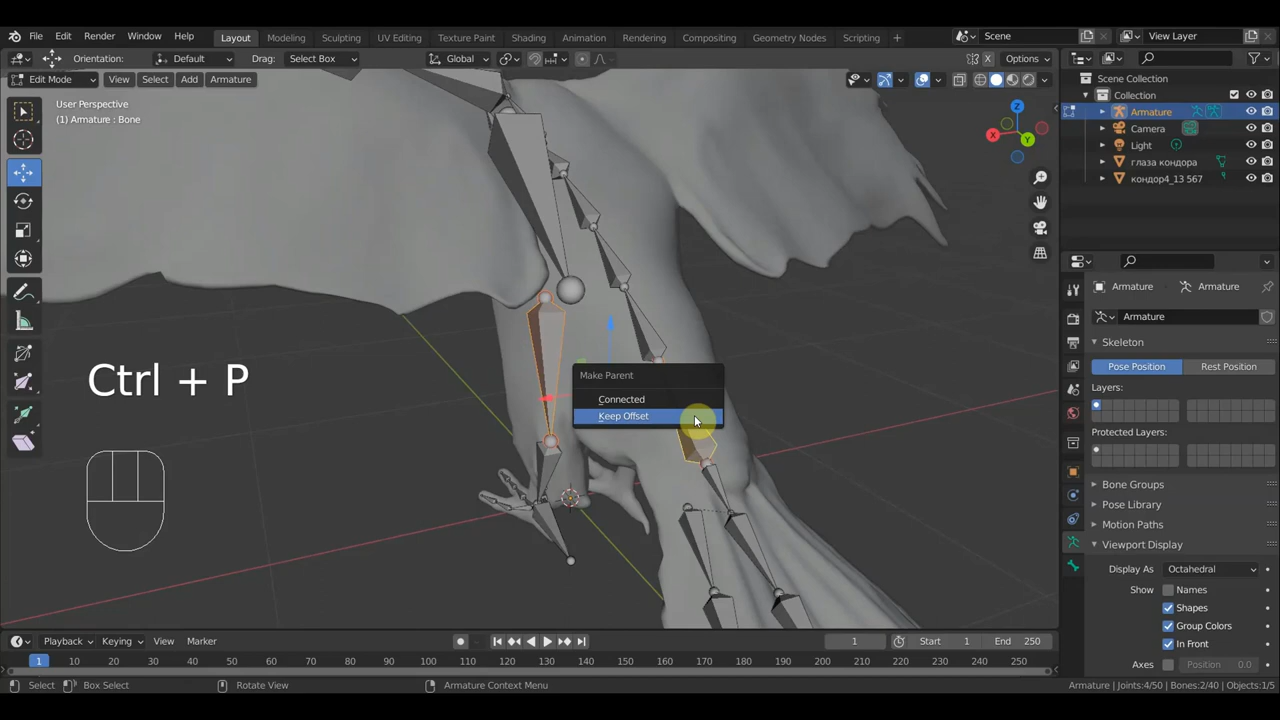 File Edit Render Window Help Layout Modeling Sculpting UV Editing Texture Paint Shading Animation Rendering Compositing Geometry Nodes Scripting + Scene View Layer
Orientation: Default Drag: Select Box Global Options
Edit Mode View Select Add Armature X Y Z
User Perspective
(1) Armature : Bone
Scene Collection
Collection
Armature
Camera
Light
глаза кондора
кондор4_13 567
Z
X
Y
Armature Armature
Armature
Skeleton
Pose Position Rest Position
Layers:
Protected Layers:
Bone Groups
Pose Library
Motion Paths
Viewport Display
Display As Octahedral
Show Names
Shapes
Group Colors
In Front
Axes Position 0.0
Ctrl + P
Make Parent
Connected
Keep Offset
Playback Keying View Marker 1 Start 1 End 250
1 10 20 30 40 50 60 70 80 90 100 110 120 130 140 150 160 170 180 190 200 210 220 230 240 250
Select Box Select Rotate View Armature Context Menu Armature | Joints:4/50 | Bones:2/40 | Objects:1/5